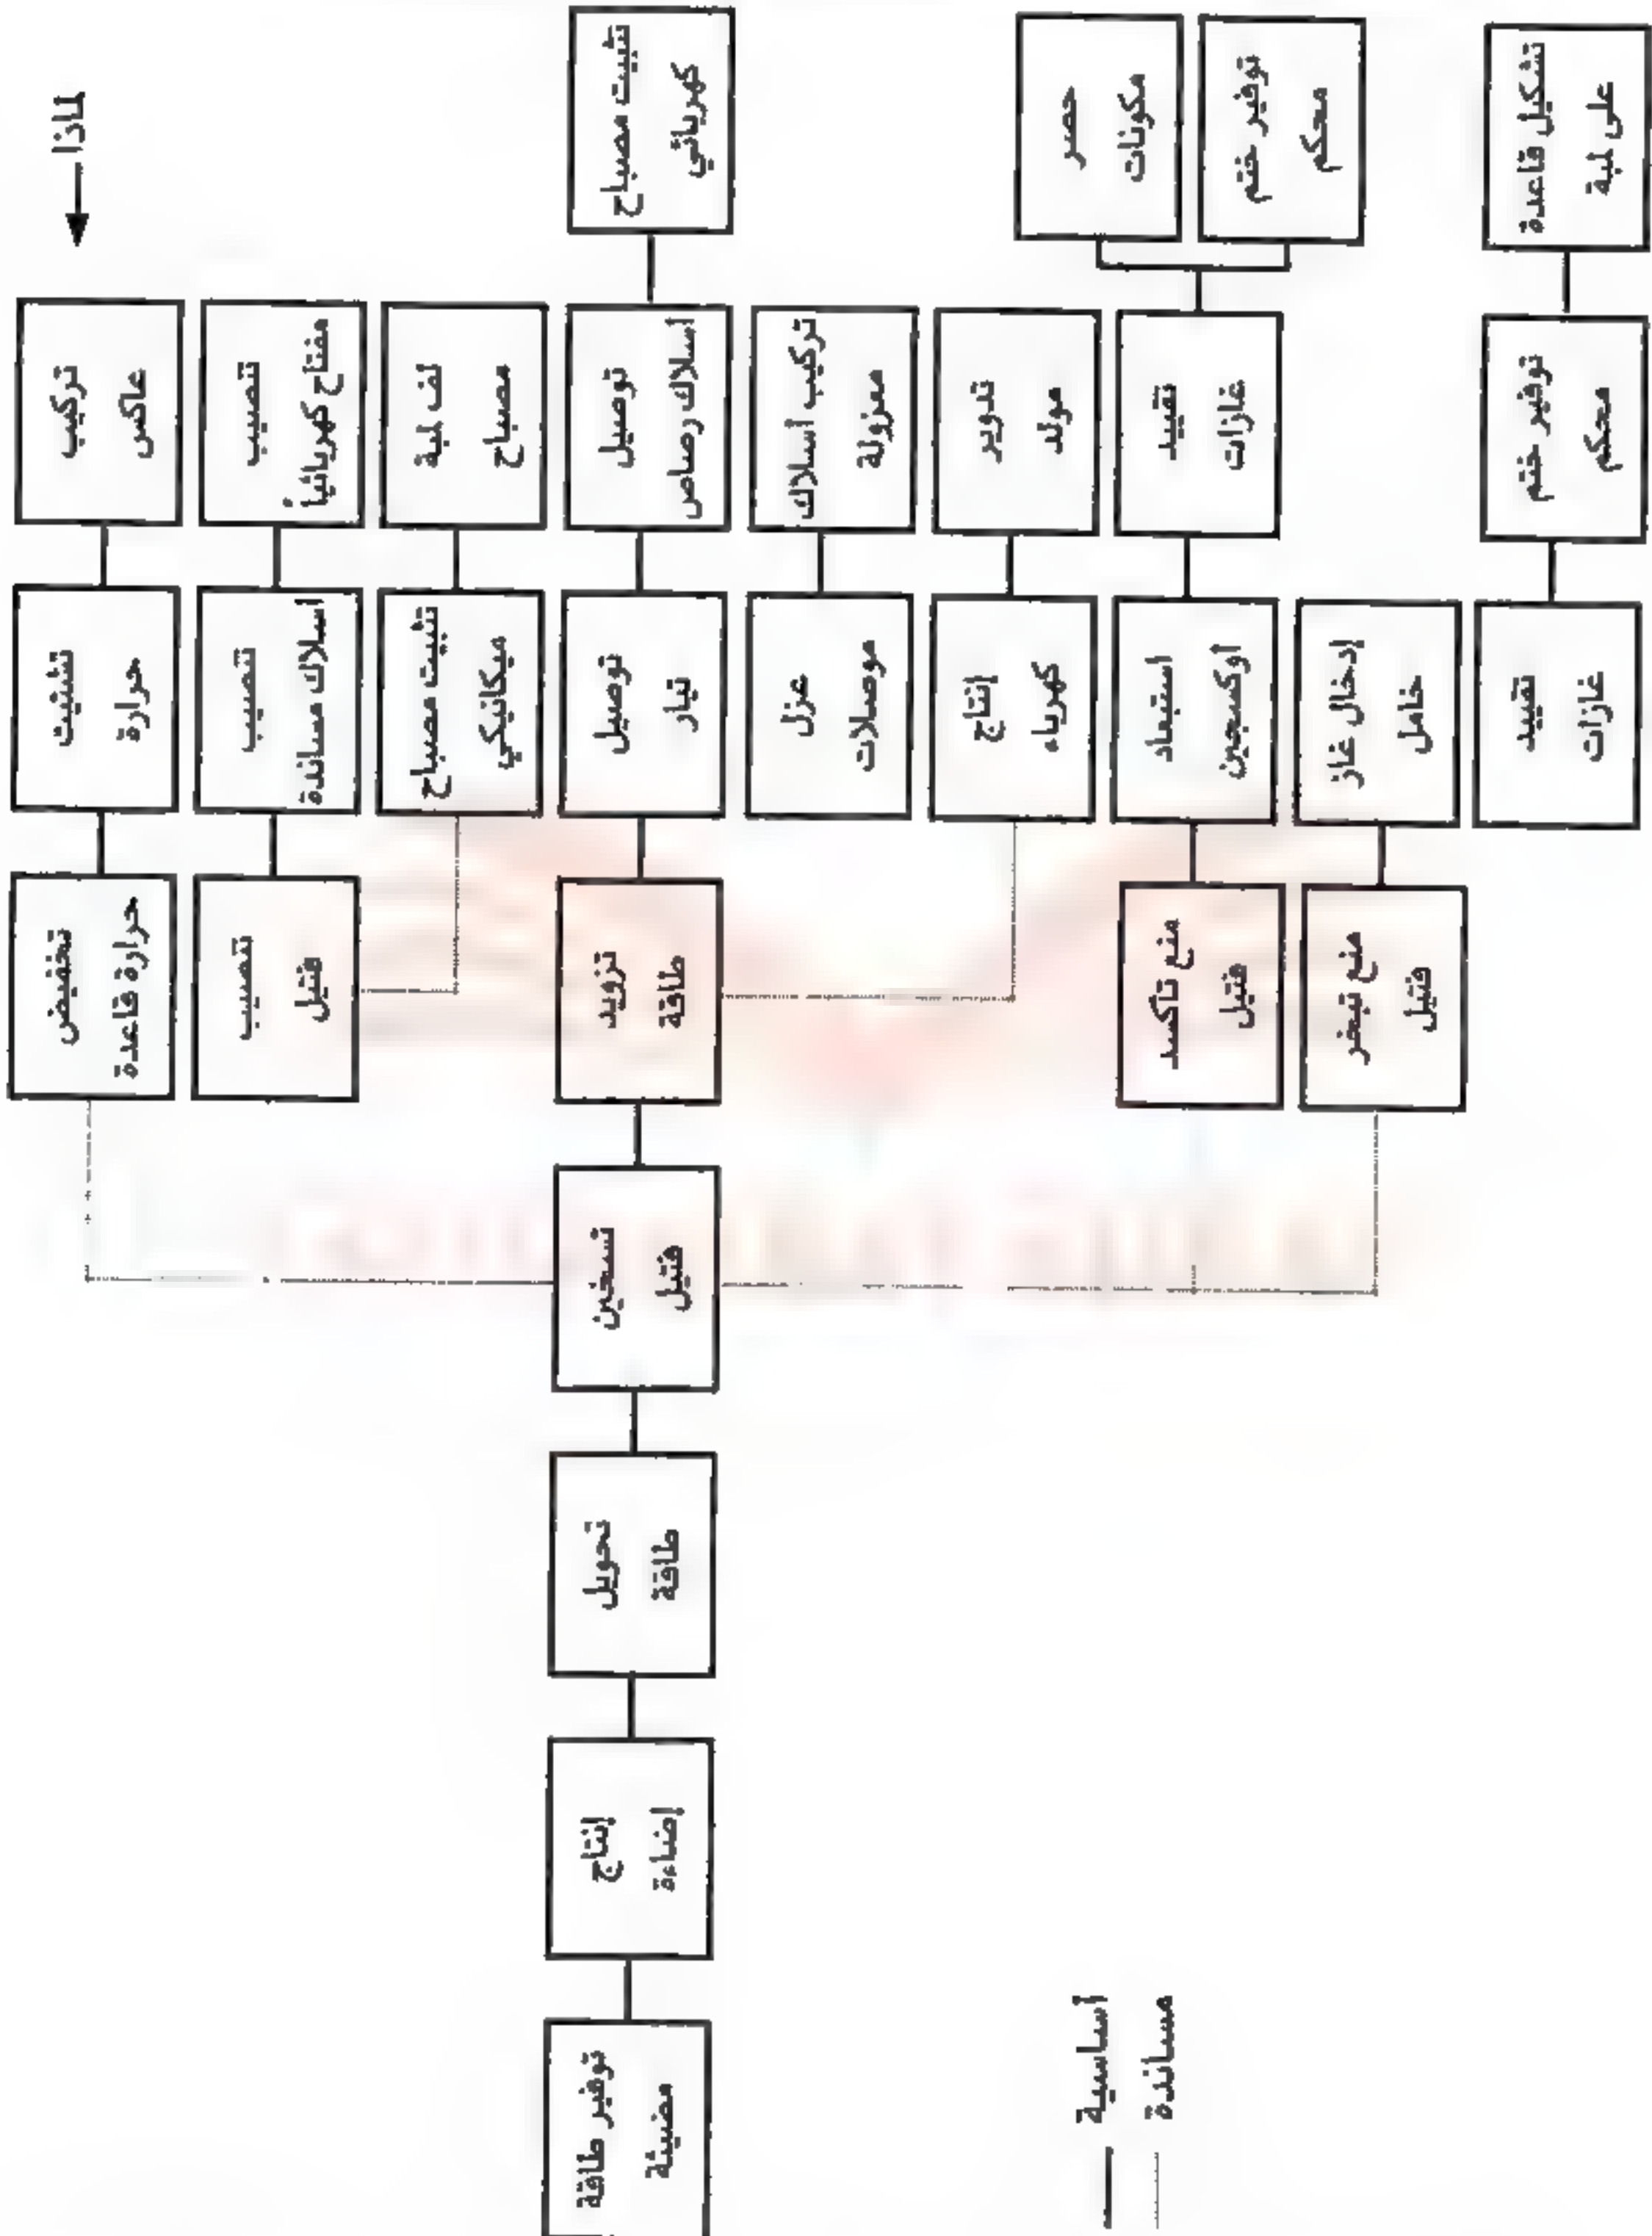 لماذا
تركيب
عاكس
تشتيت
حرارة
تخفيض
حرارة قاعدة
تنصيب
مفتاح كهربائياً
تنصيب
أسلاك مساندة
تنصيب
فتيل
لف لمبة
مصباح
تثبيت مصباح
ميكانيكي
تثبيت مصباح
كهربائي
توصيل
أسلاك رصاص
توصيل
تيار
تزويد
طاقة
تسخين
فتيل
تحويل
طاقة
إنتاج
إضاءة
توفير طاقة
مضيئة
تركيب أسلاك
معزولة
عزل
موصلات
تدوير
مولد
إنتاج
كهرباء
حصر
مكونات
توفير ختم
محكم
تقييد
غازات
استبعاد
أوكسجين
منع تأكسد
فتيل
إدخال غاز
خامل
منع تبخر
فتيل
تشكيل قاعدة
على لمبة
توفير ختم
محكم
تقييد
غازات
أساسية
مساندة